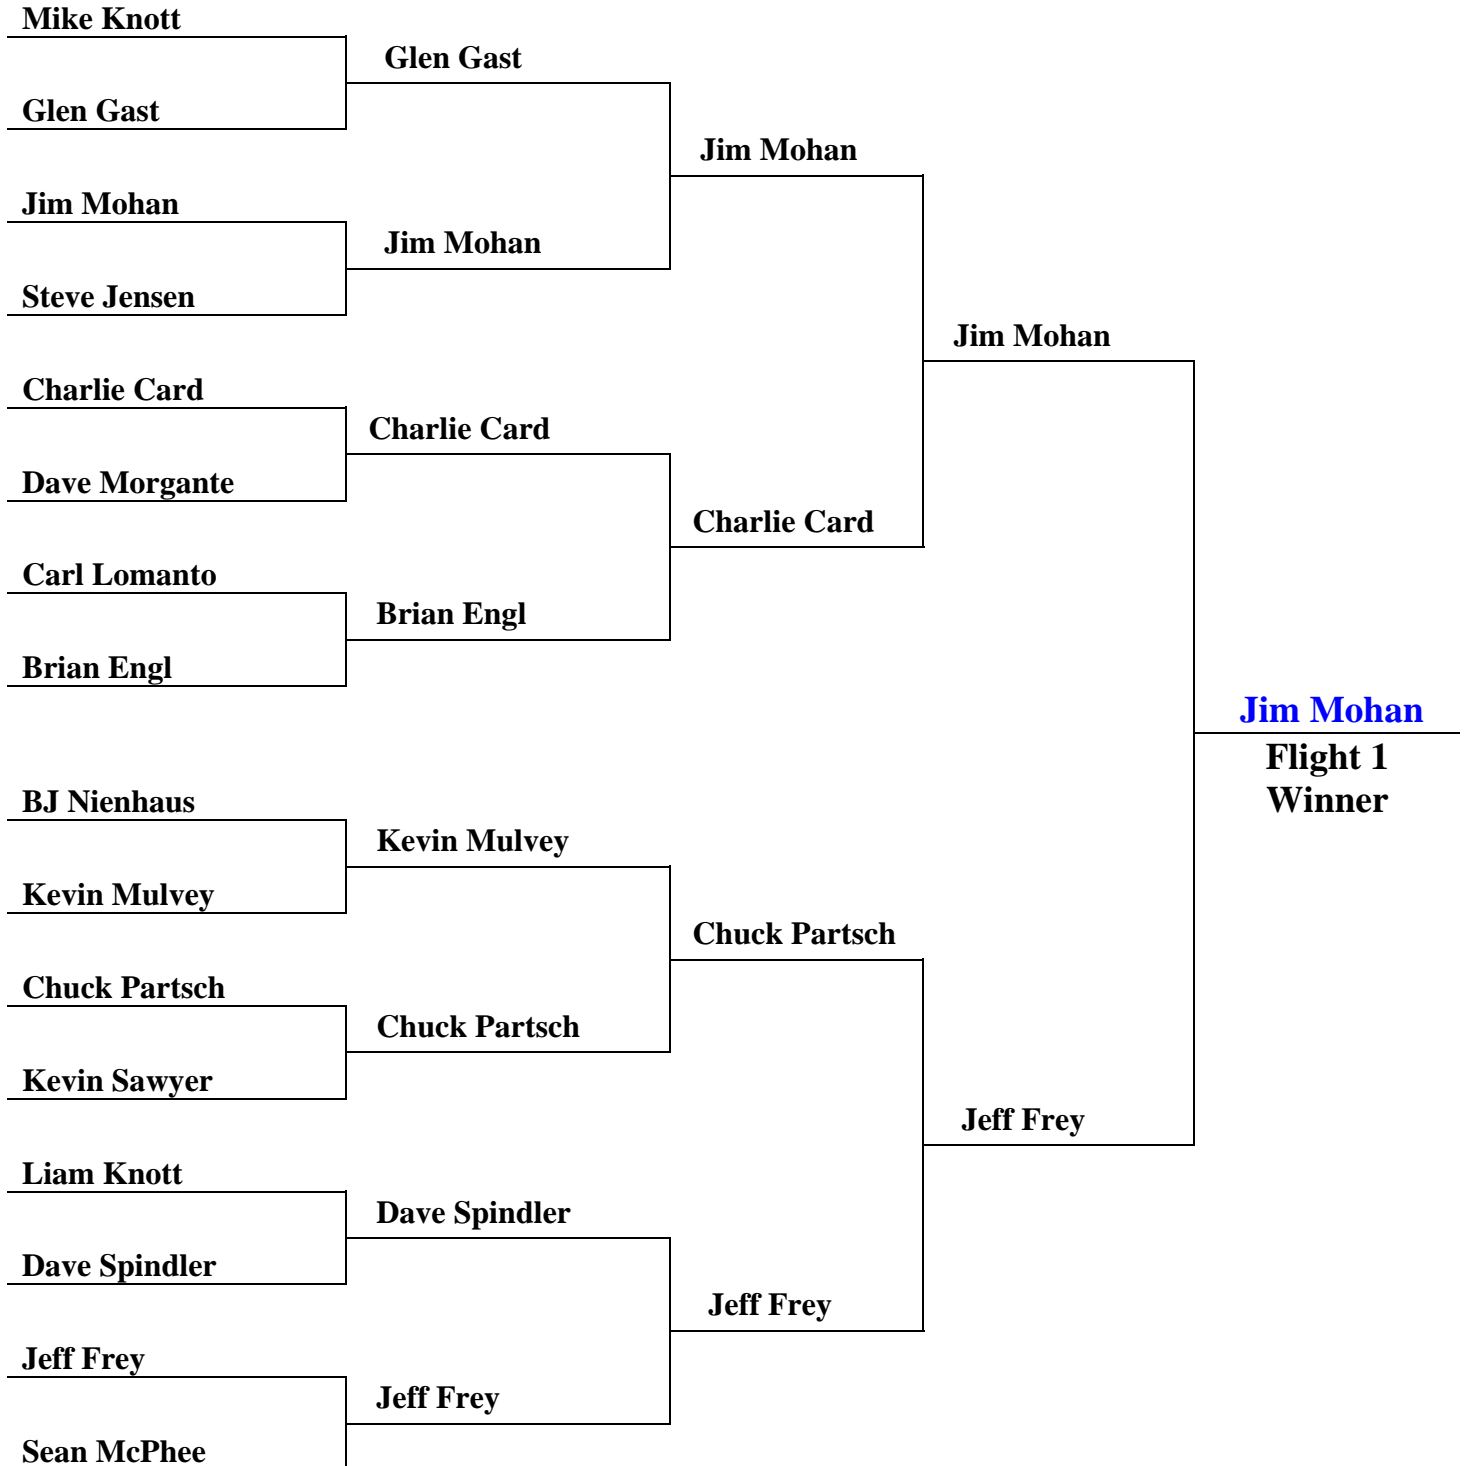 Mike Knott
Glen Gast
Glen Gast
Jim Mohan
Jim Mohan
Jim Mohan
Steve Jensen
Jim Mohan
Charlie Card
Charlie Card
Dave Morgante
Charlie Card
Carl Lomanto
Brian Engl
Brian Engl
Jim Mohan
Flight 1
Winner
BJ Nienhaus
Kevin Mulvey
Kevin Mulvey
Chuck Partsch
Chuck Partsch
Chuck Partsch
Kevin Sawyer
Jeff Frey
Liam Knott
Dave Spindler
Dave Spindler
Jeff Frey
Jeff Frey
Jeff Frey
Sean McPhee